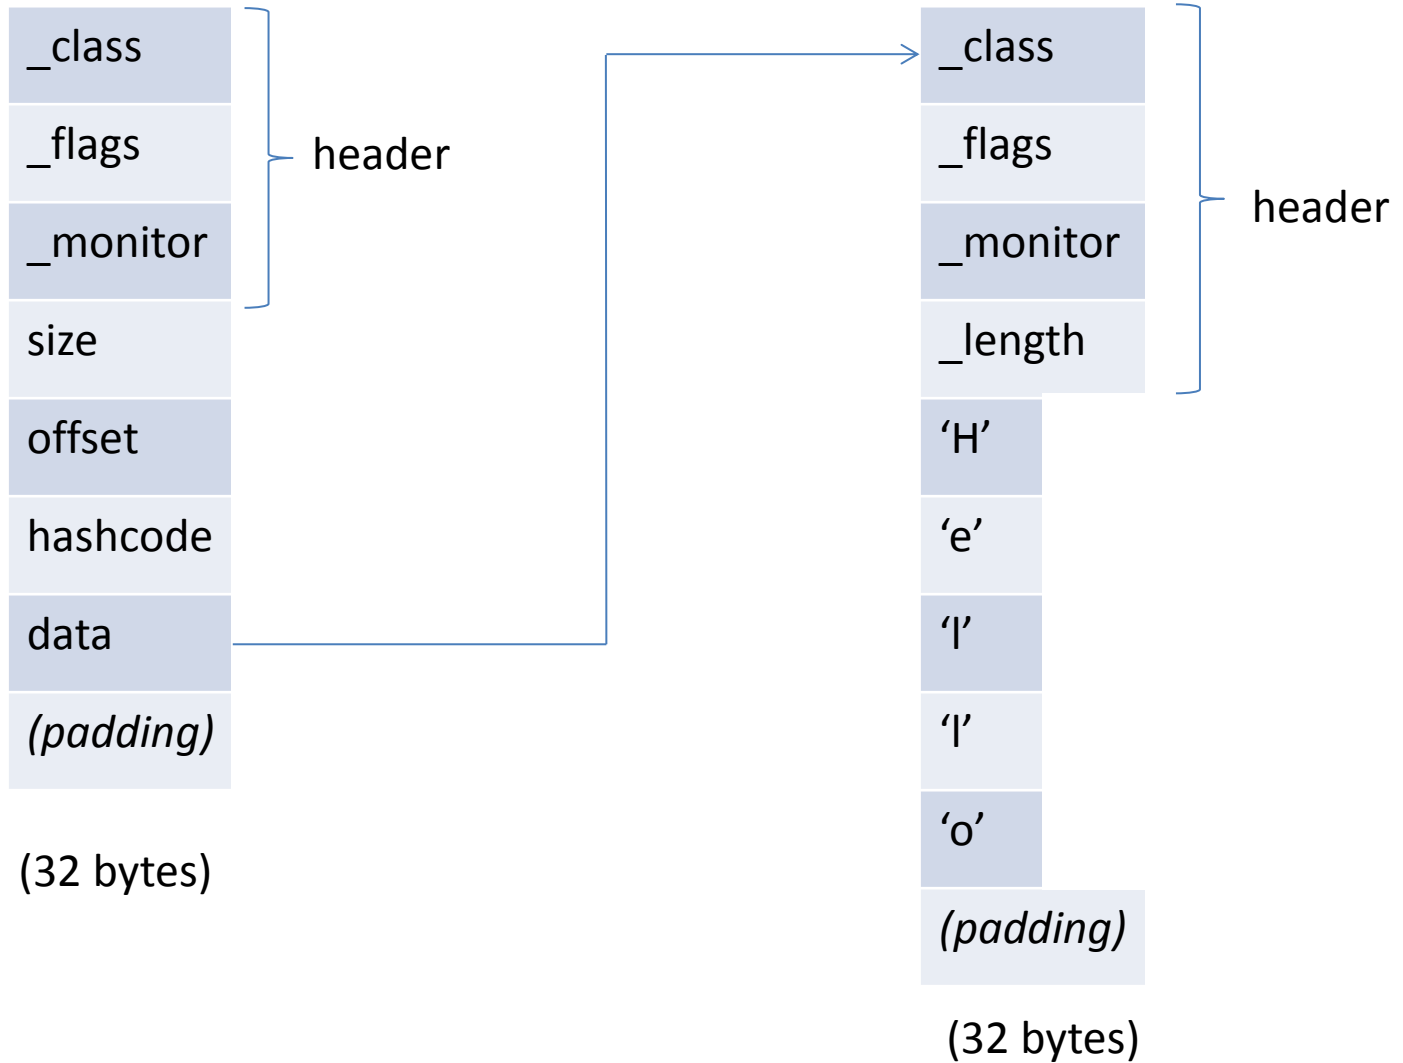 _class
_flags
_monitor
header
size
offset
hashcode
data
(padding)
(32 bytes)
_class
_flags
_monitor
_length
header
‘H’
‘e’
‘l’
‘l’
‘o’
(padding)
(32 bytes)